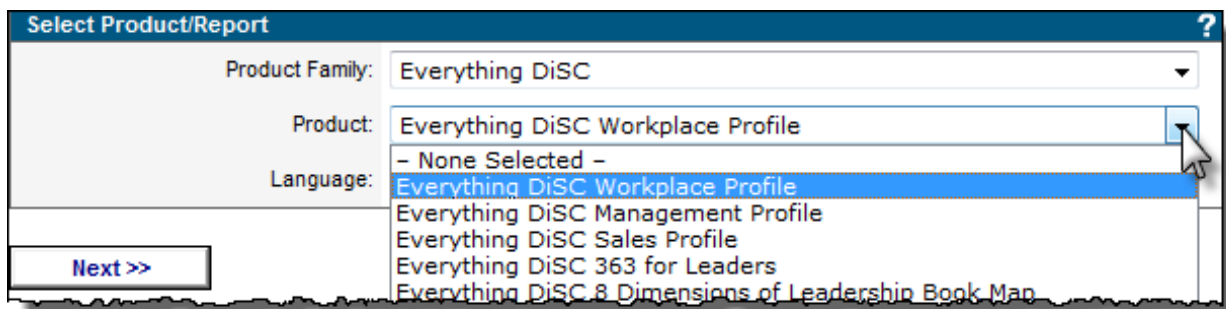 Select Product/Report ?
Product Family: Everything DiSC
Product: Everything DiSC Workplace Profile
– None Selected –
Language: Everything DiSC Workplace Profile
Everything DiSC Management Profile
Everything DiSC Sales Profile
Everything DiSC 363 for Leaders
Next >>
Everything DiSC 8 Dimensions of Leadership Book Map